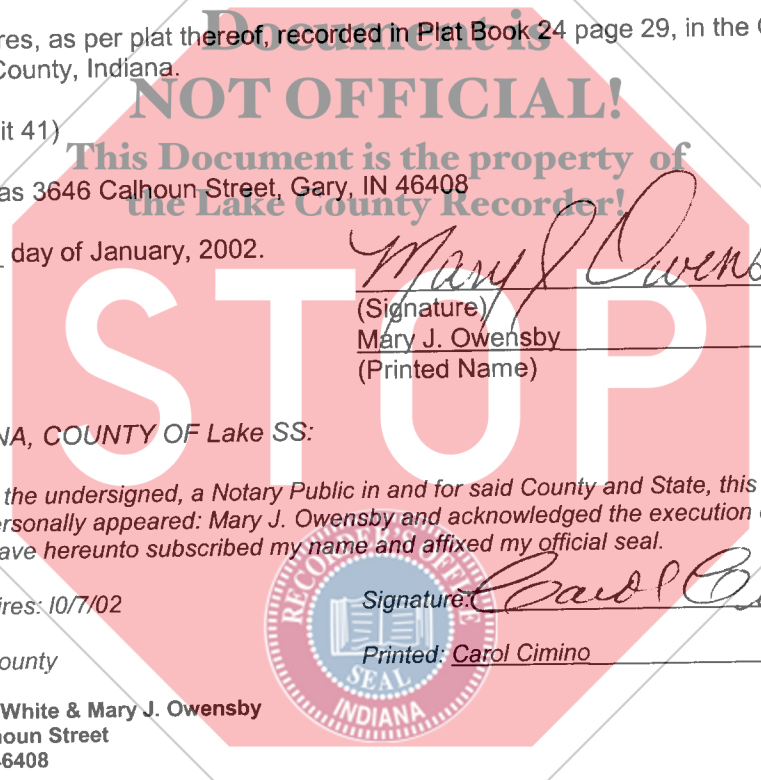 Document is
res, as per plat thereof, recorded in Plat Book 24 page 29, in the
County, Indiana.
NOT OFFICIAL!
it 41)
This Document is the property of
as 3646 Calhoun Street, Gary, IN 46408
the Lake County Recorder!
day of January, 2002.
Mary J Owens
(Signature)
Mary J. Owensby
(Printed Name)
STOP
NA, COUNTY OF Lake SS:
the undersigned, a Notary Public in and for said County and State, this
ersonally appeared: Mary J. Owensby and acknowledged the execution
ave hereunto subscribed my name and affixed my official seal.
RECORDER'S OFFICE
ires: 10/7/02
Signature: Carol Ci
ounty
Printed: Carol Cimino
SEAL
INDIANA
White & Mary J. Owensby
houn Street
46408